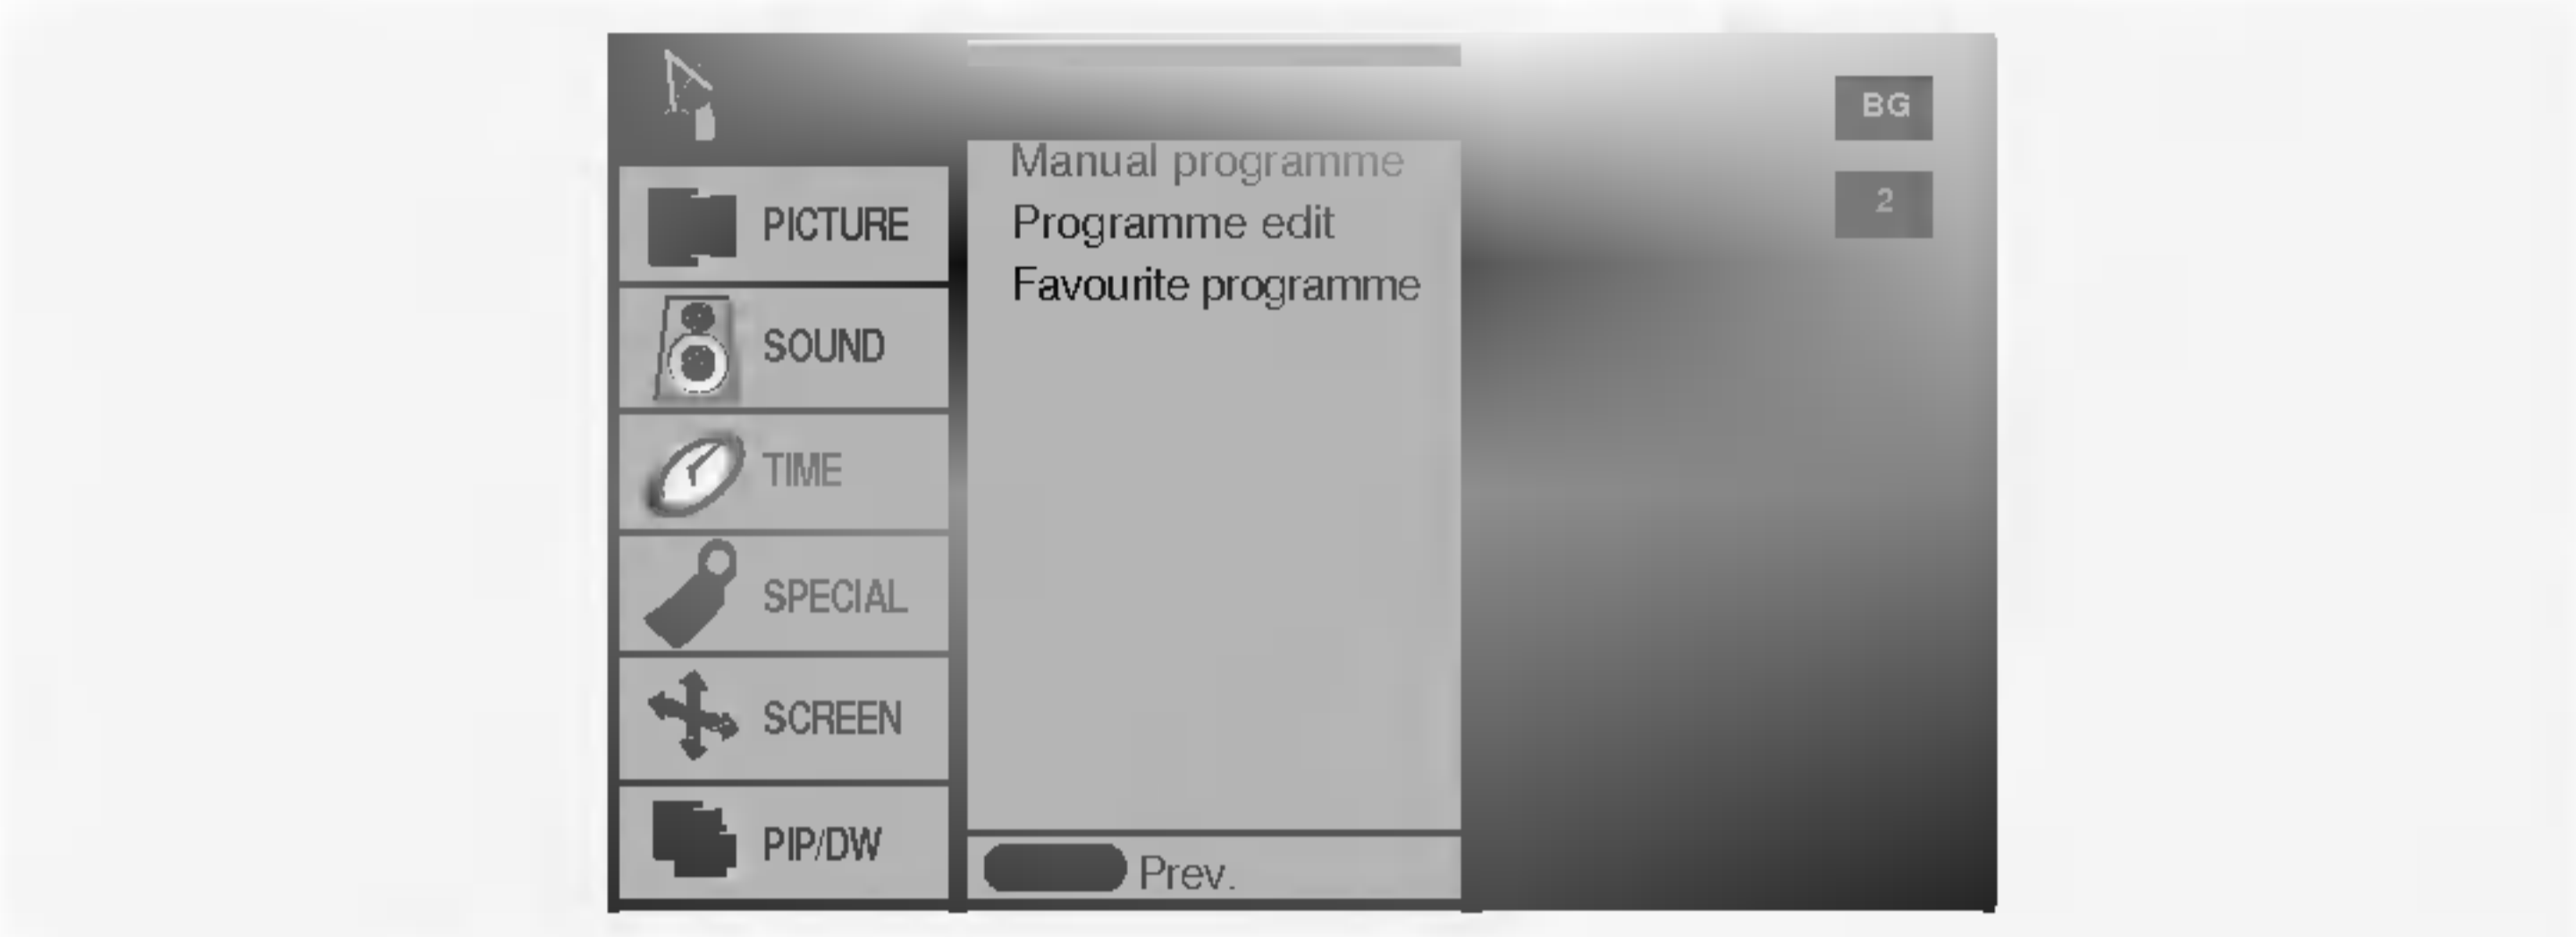 PICTURE
SOUND
TIME
SPECIAL
SCREEN
PIP/DW
Manual programme
Programme edit
Favourite programme
Prev.
BG
2